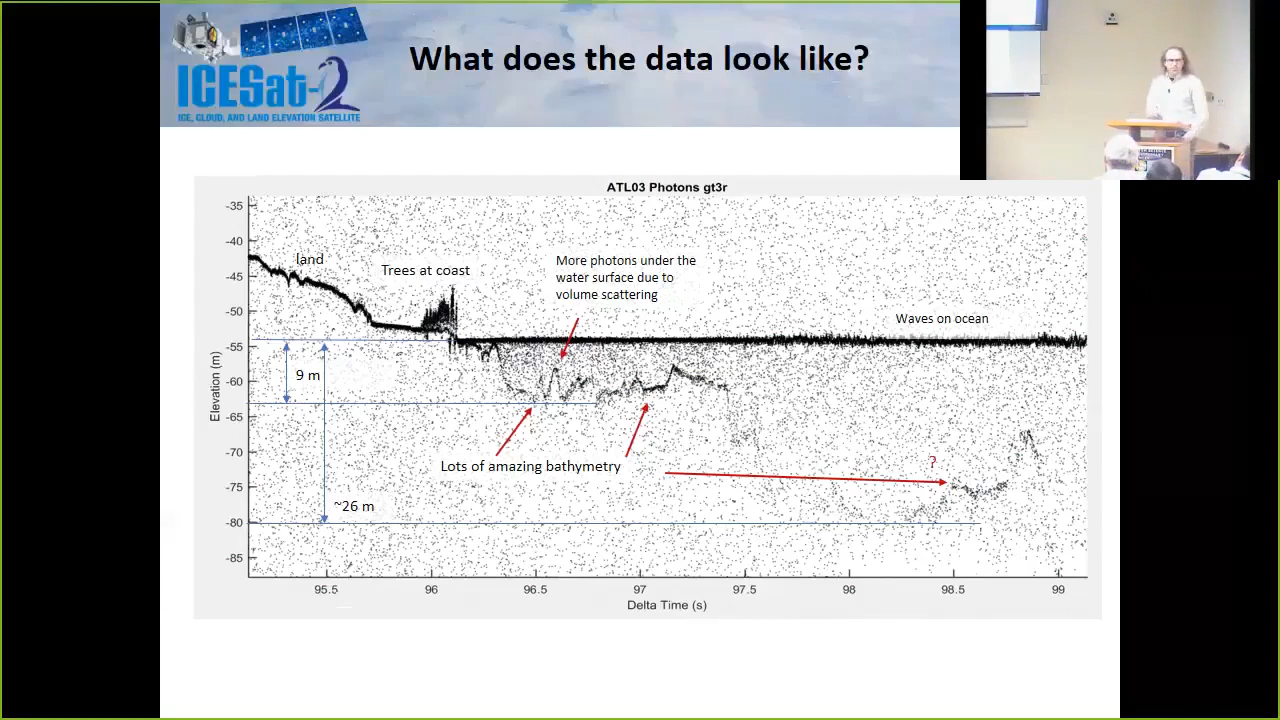 ICESat-2
ICE, CLOUD, AND LAND ELEVATION SATELLITE
What does the data look like?
ATL03 Photons gt3r
-35
-40
-45
-50
-55
-60
-65
-70
-75
-80
-85
Elevation (m)
land
Trees at coast
More photons under the
water surface due to
volume scattering
Waves on ocean
9 m
Lots of amazing bathymetry
?
~26 m
95.5 96 96.5 97 97.5 98 98.5 99
Delta Time (s)